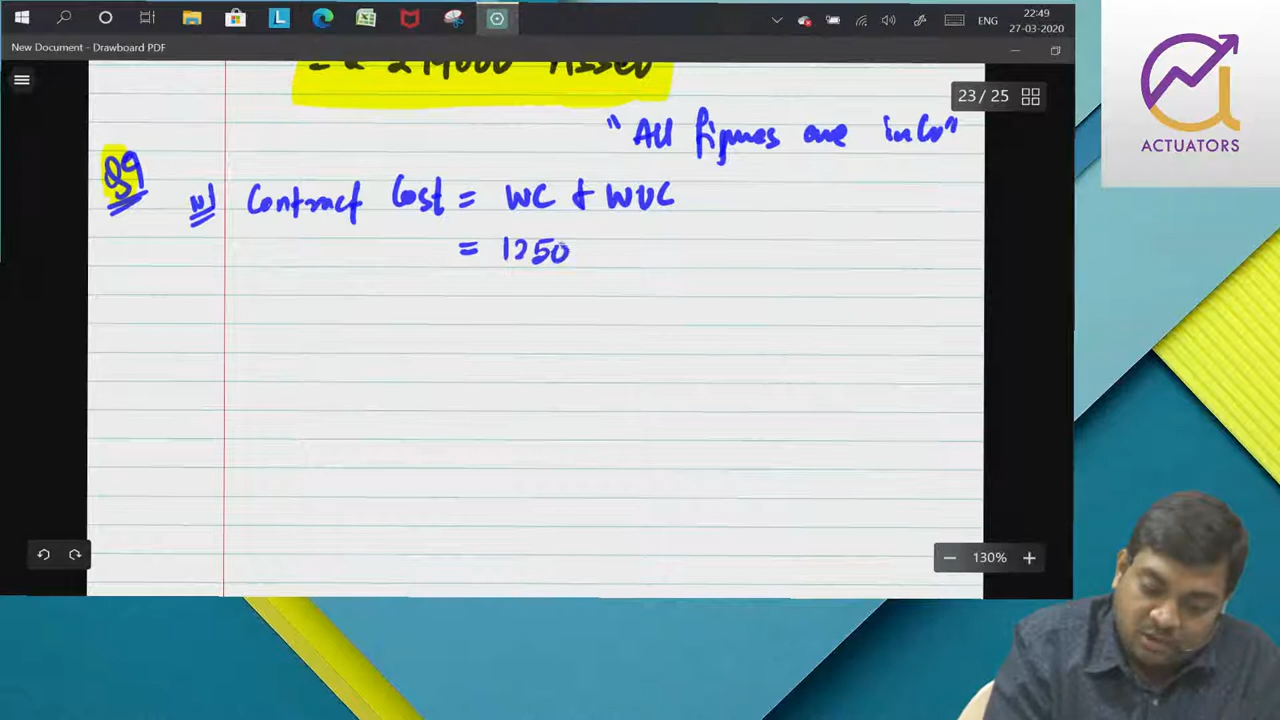 22:49
ENG
27-03-2020
New Document - Drawboard PDF
23 / 25
ACTUATORS
"All figures are in Cr"
Q9
Contract Cost = WC + WUC
= 1250
130%